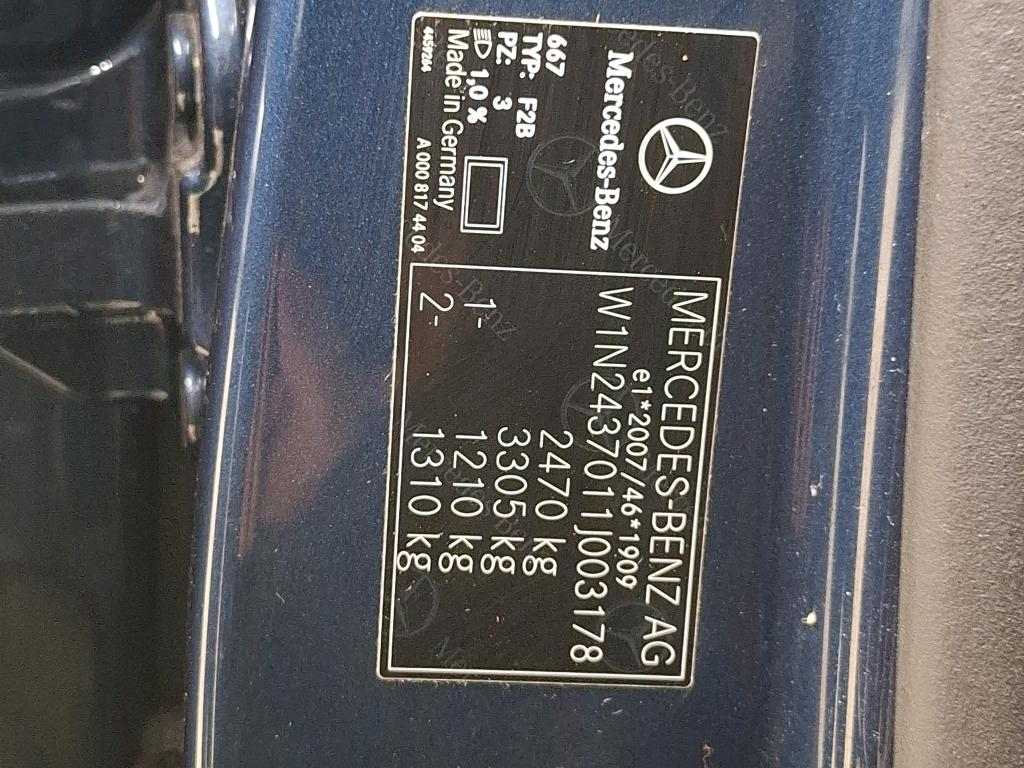 Mercedes-Benz
667
TYP: F2B
PZ: 3
1,0 %
Made in Germany
4459264 A 000 817 44 04
MERCEDES-BENZ AG
e1*2007/46*1909
W1N2437011J003178
2470 kg
3305 kg
1- 1210 kg
2- 1310 kg